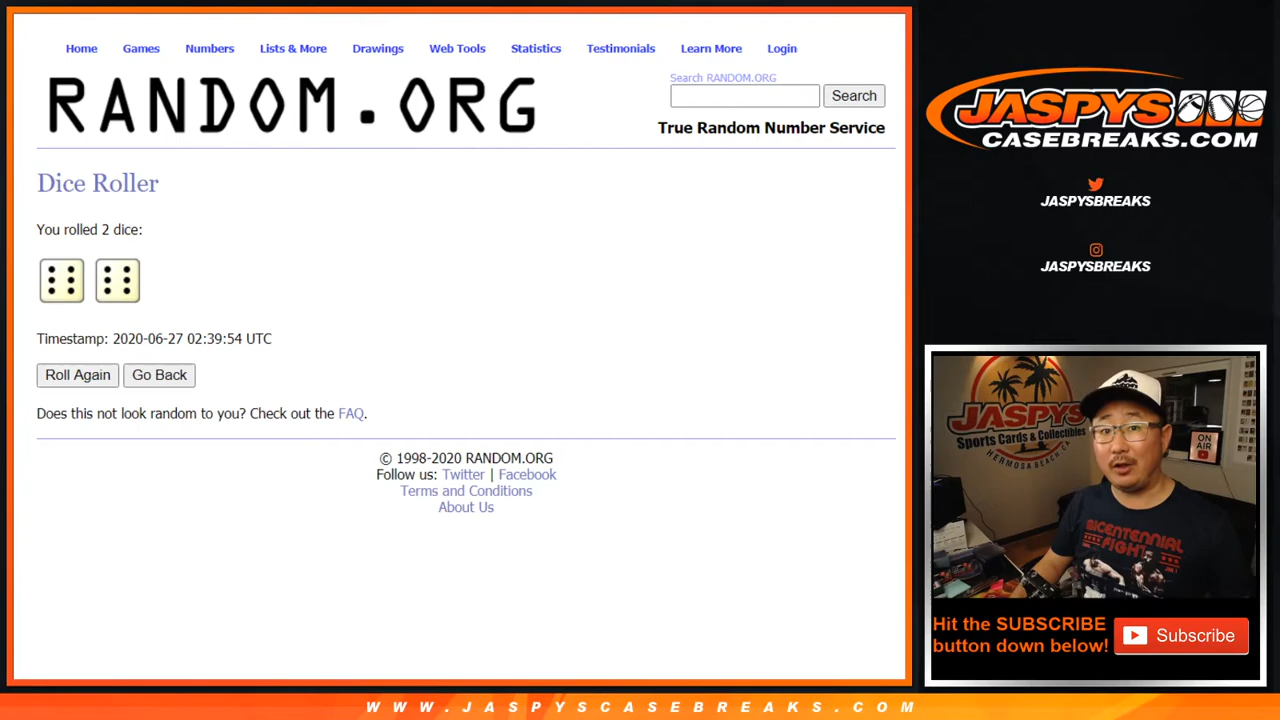 Home Games Numbers Lists & More Drawings Web Tools Statistics Testimonials Learn More Login
RANDOM.ORG
Search RANDOM.ORG
Search
True Random Number Service
Dice Roller
You rolled 2 dice:
Timestamp: 2020-06-27 02:39:54 UTC
Roll Again Go Back
Does this not look random to you? Check out the FAQ.
© 1998-2020 RANDOM.ORG
Follow us: Twitter | Facebook
Terms and Conditions
About Us
JASPYS
CASEBREAKS.COM
JASPYSBREAKS
JASPYSBREAKS
JASPYS
Sports Cards & Collectibles
HERMOSA BEACH, CA
ON
AIR
BICENTENNIAL
FIGHT
Hit the SUBSCRIBE
button down below!
Subscribe
WWW.JASPYSCASEBREAKS.COM